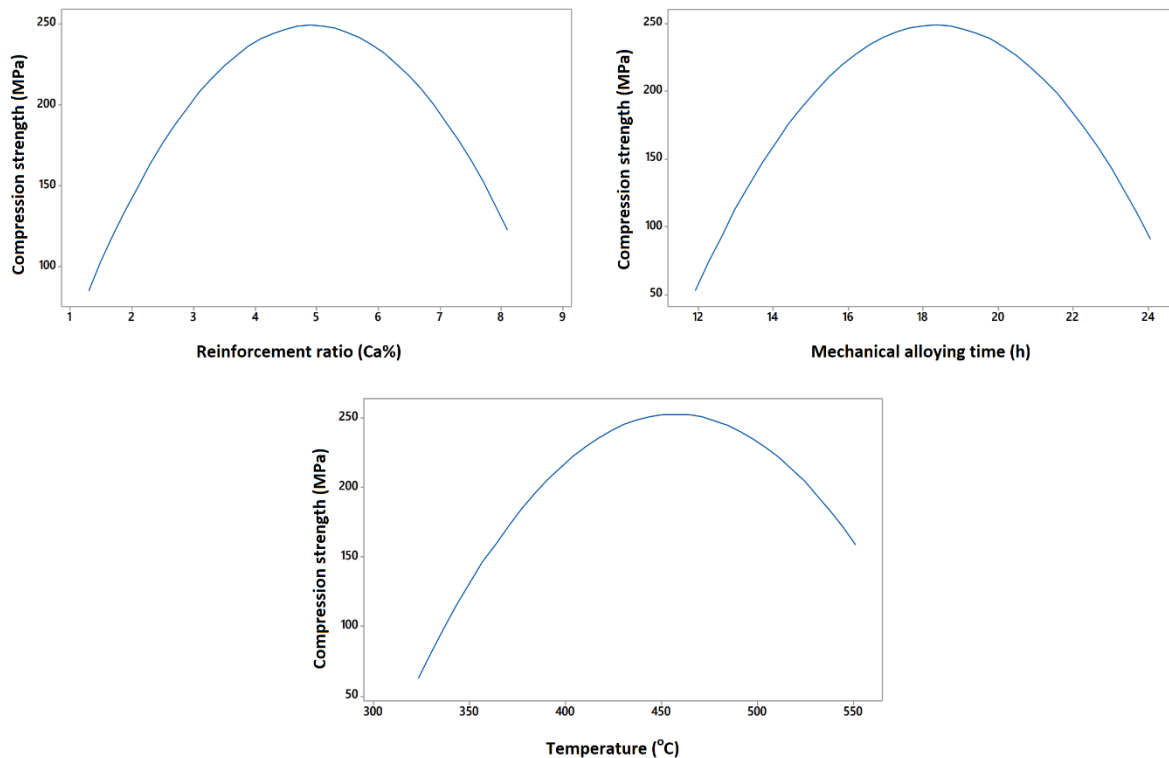 Compression strength (MPa)
250
200
150
100
1 2 3 4 5 6 7 8 9
Reinforcement ratio (Ca%)
Compression strength (MPa)
250
200
150
100
50
12 14 16 18 20 22 24
Mechanical alloying time (h)
Compression strength (MPa)
250
200
150
100
50
300 350 400 450 500 550
Temperature (°C)